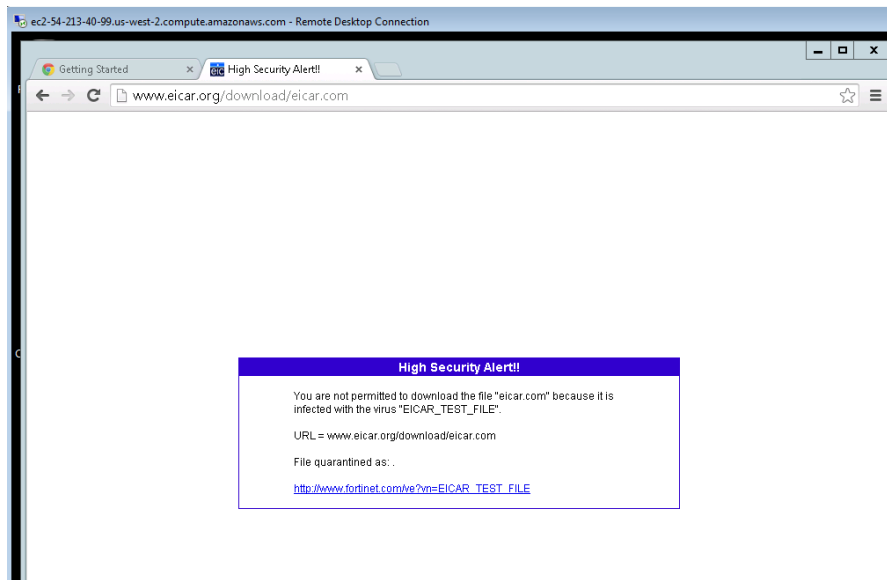 ec2-54-213-40-99.us-west-2.compute.amazonaws.com - Remote Desktop Connection
Getting Started
High Security Alert!!
www.eicar.org/download/eicar.com
High Security Alert!!
You are not permitted to download the file "eicar.com" because it is
infected with the virus "EICAR_TEST_FILE".
URL = www.eicar.org/download/eicar.com
File quarantined as: .
http://www.fortinet.com/ve?vn=EICAR_TEST_FILE